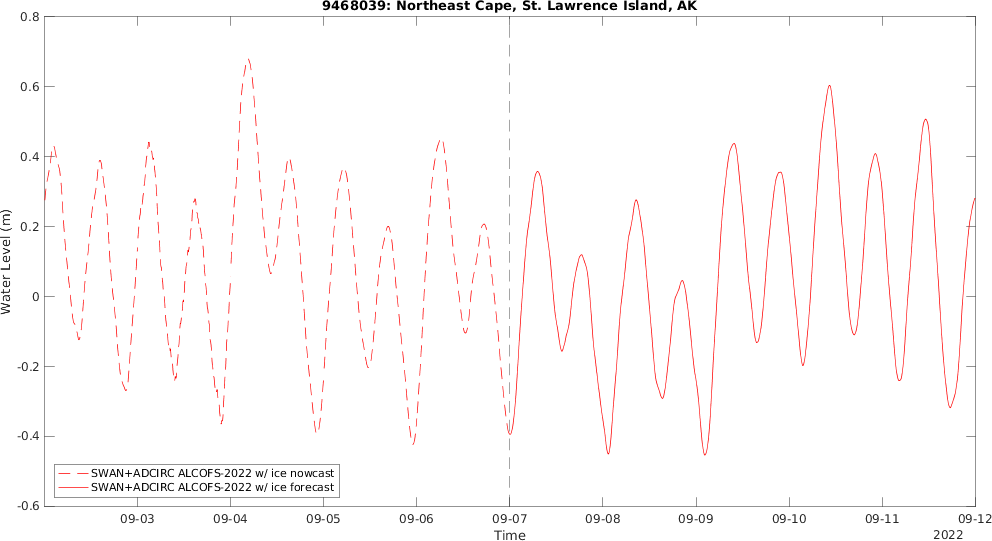 9468039: Northeast Cape, St. Lawrence Island, AK
Water Level (m)
0.8
0.6
0.4
0.2
0
-0.2
-0.4
-0.6
SWAN+ADCIRC ALCOFS-2022 w/ ice nowcast
SWAN+ADCIRC ALCOFS-2022 w/ ice forecast
09-03 09-04 09-05 09-06 09-07 09-08 09-09 09-10 09-11 09-12
Time
2022